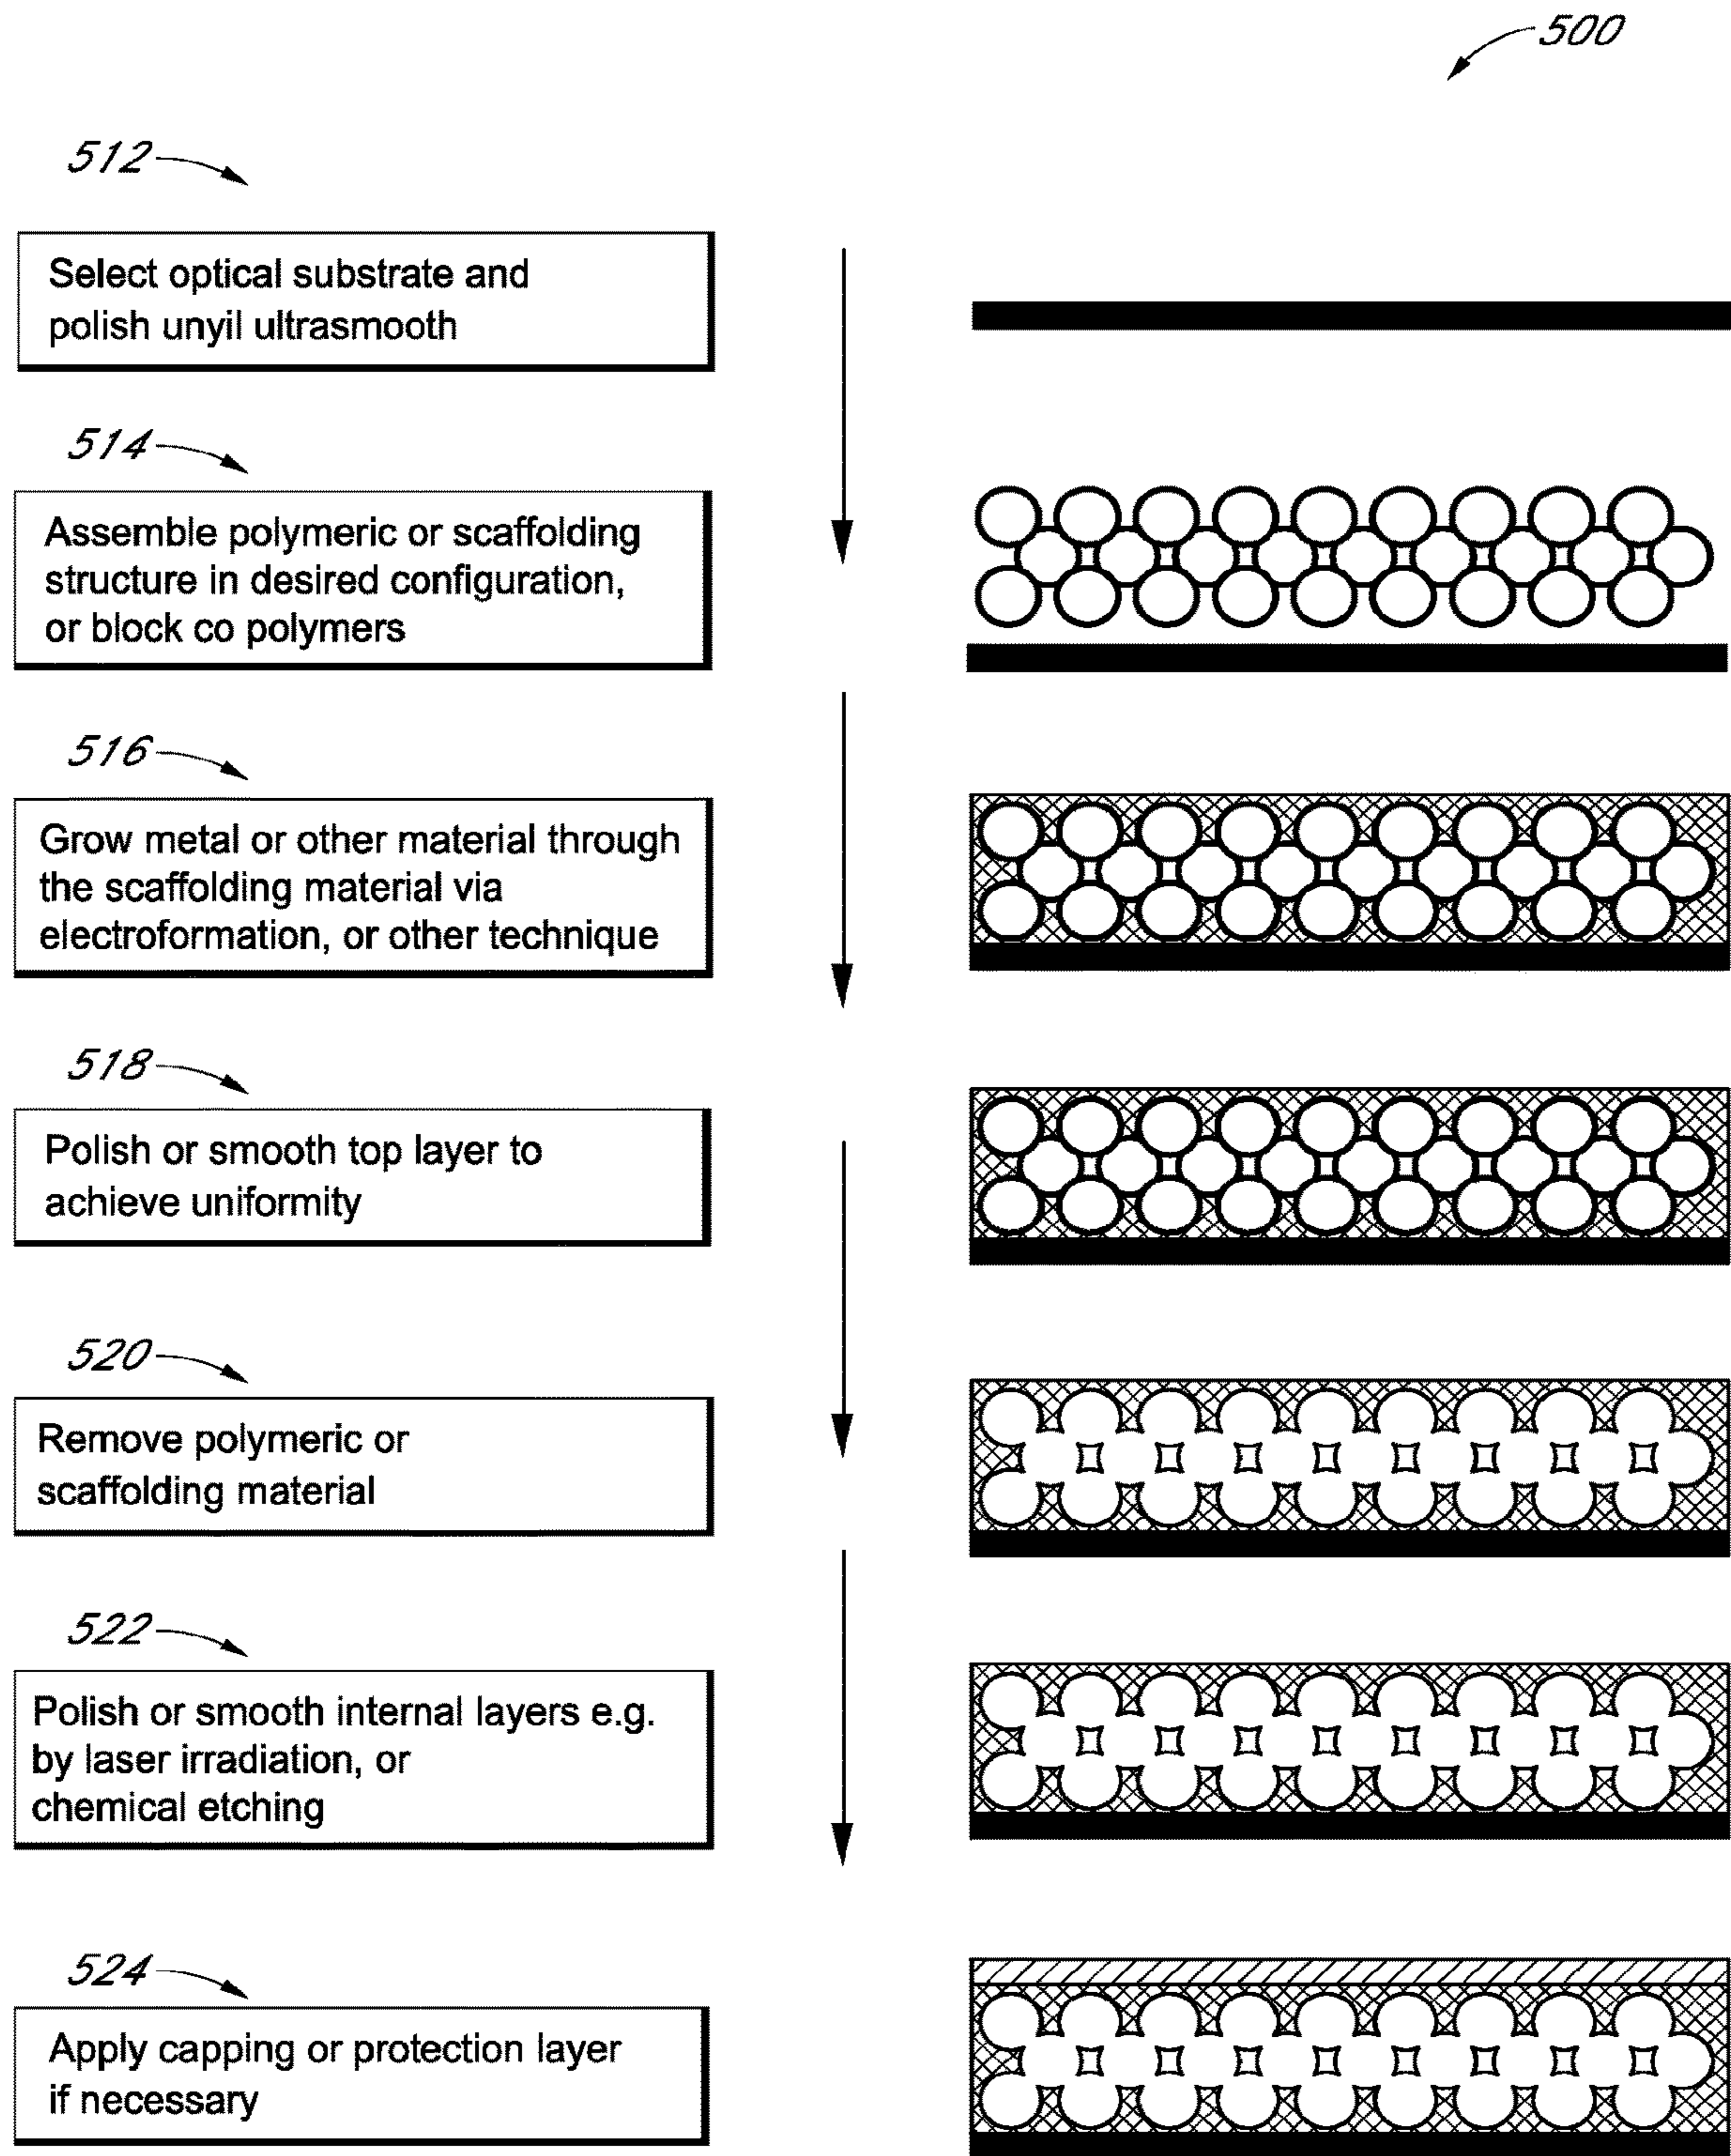 500
512
Select optical substrate and
polish unyil ultrasmooth
514
Assemble polymeric or scaffolding
structure in desired configuration,
or block co polymers
516
Grow metal or other material through
the scaffolding material via
electroformation, or other technique
518
Polish or smooth top layer to
achieve uniformity
520
Remove polymeric or
scaffolding material
522
Polish or smooth internal layers e.g.
by laser irradiation, or
chemical etching
524
Apply capping or protection layer
if necessary